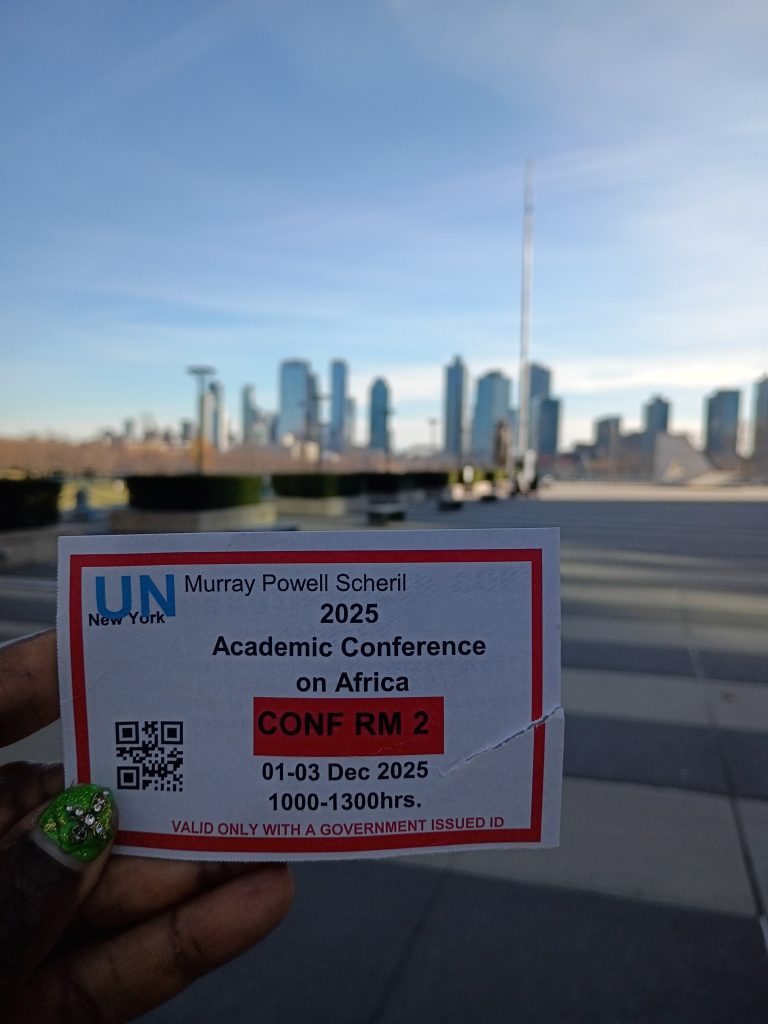 UN Murray Powell Scheril
New York
2025
Academic Conference
on Africa
CONF RM 2
01-03 Dec 2025
1000-1300hrs.
VALID ONLY WITH A GOVERNMENT ISSUED ID